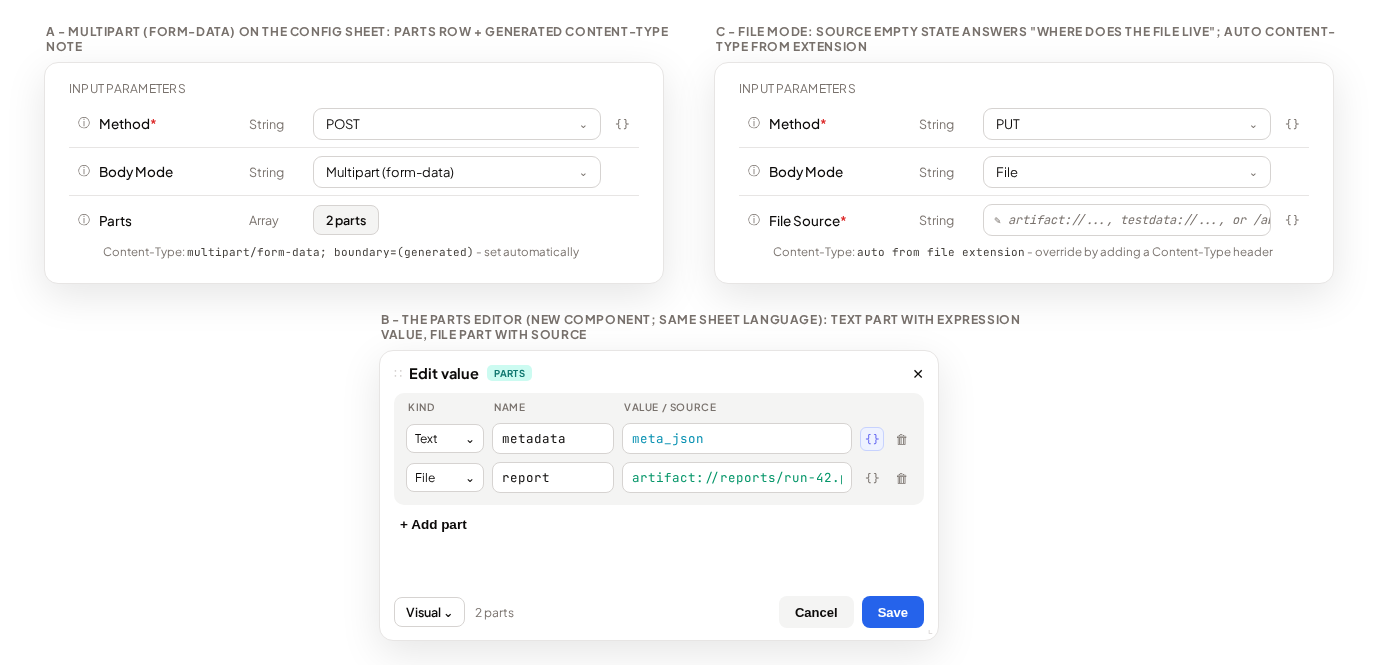 A - MULTIPART (FORM-DATA) ON THE CONFIG SHEET: PARTS ROW + GENERATED CONTENT-TYPE
NOTE
INPUT PARAMETERS
Method* String POST {}
Body Mode String Multipart (form-data)
Parts Array 2 parts
Content-Type: multipart/form-data; boundary=(generated) - set automatically
C - FILE MODE: SOURCE EMPTY STATE ANSWERS "WHERE DOES THE FILE LIVE"; AUTO CONTENT-
TYPE FROM EXTENSION
INPUT PARAMETERS
Method* String PUT {}
Body Mode String File
File Source* String ✎ artifact://..., testdata://..., or /a {}
Content-Type: auto from file extension - override by adding a Content-Type header
B - THE PARTS EDITOR (NEW COMPONENT; SAME SHEET LANGUAGE): TEXT PART WITH EXPRESSION
VALUE, FILE PART WITH SOURCE
Edit value PARTS ✕
KIND NAME VALUE / SOURCE
Text metadata meta_json {}
File report artifact://reports/run-42. {}
+ Add part
Visual 2 parts Cancel Save